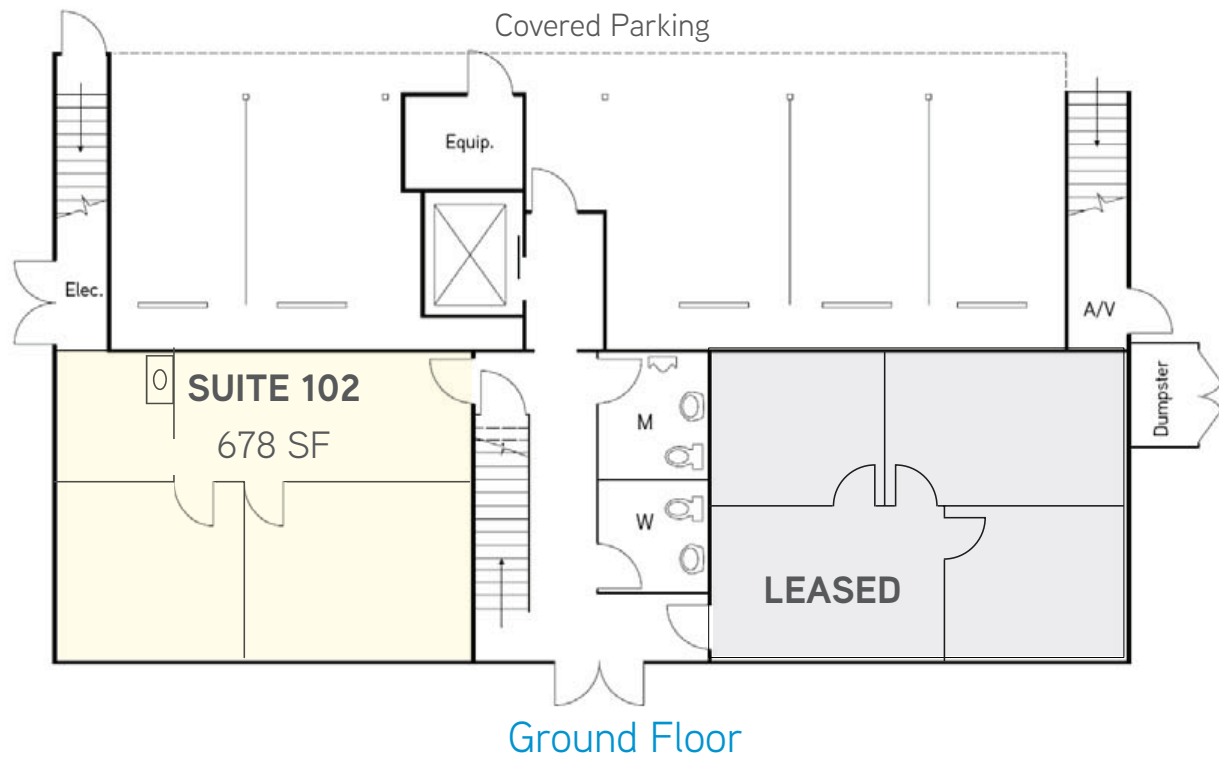 Covered Parking
Equip.
Elec.
A/V
SUITE 102
678 SF
M
W
Dumpster
LEASED
Ground Floor